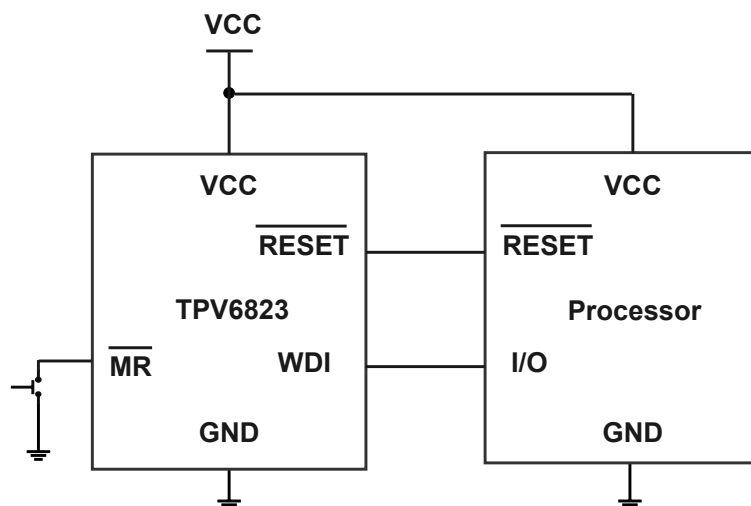 VCC
VCC
RESET
TPV6823
MR
WDI
GND
VCC
RESET
Processor
I/O
GND